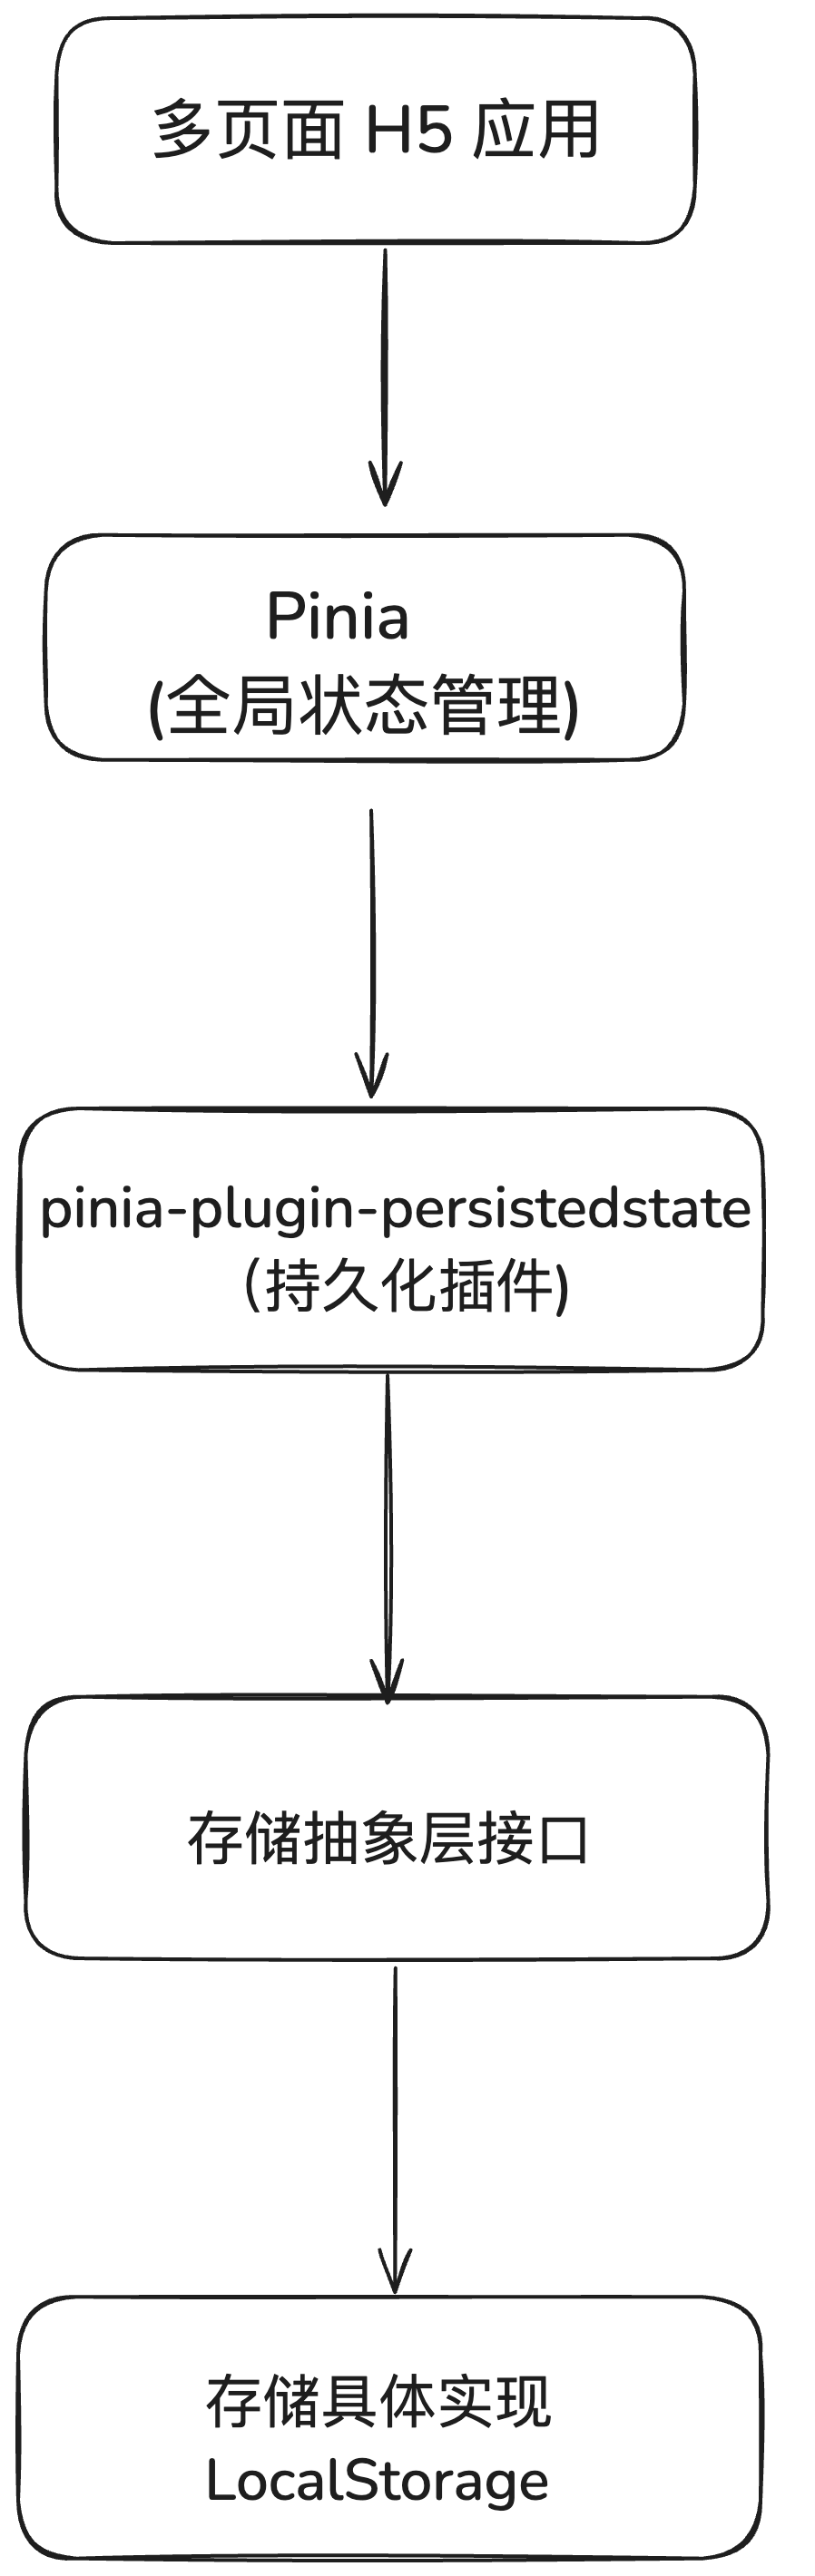 多页面 H5 应用
Pinia
(全局状态管理)
pinia-plugin-persistedstate
（持久化插件)
存储抽象层接口
存储具体实现
LocalStorage